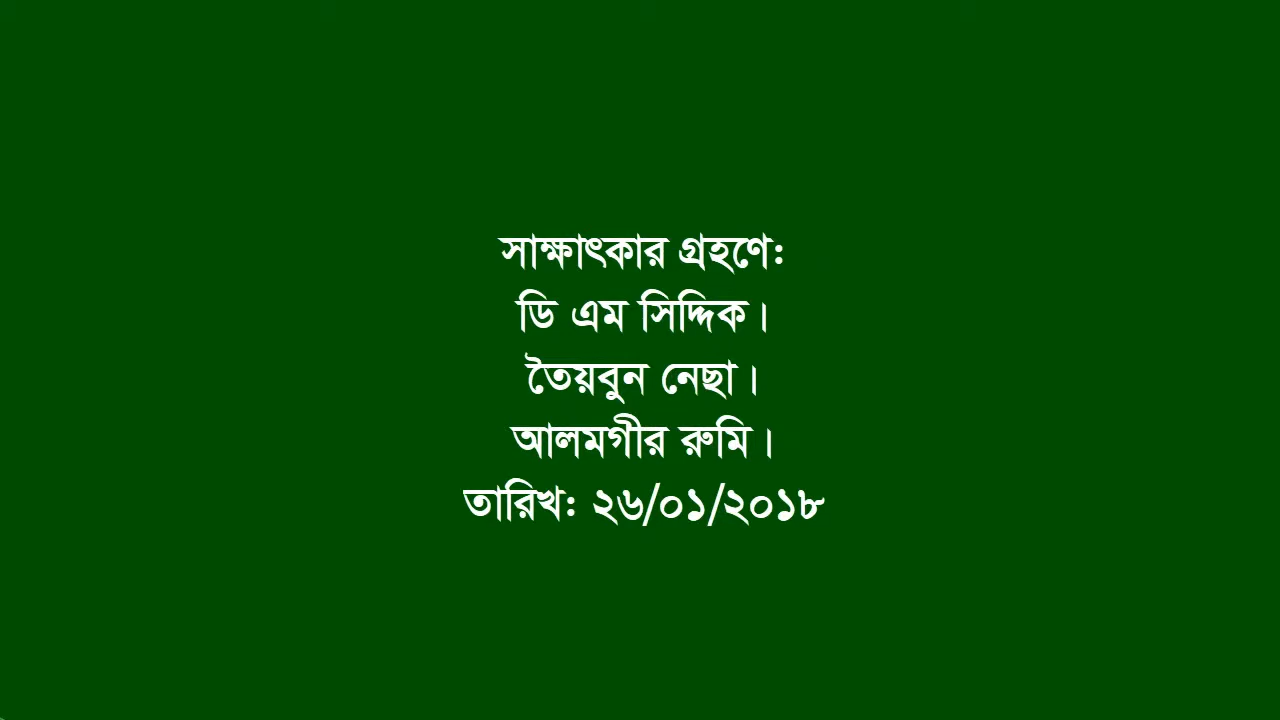 সাক্ষাৎকার গ্রহণে:
ডি এম সিদ্দিক।
তৈয়বুন নেছা।
আলমগীর রুমি।
তারিখ: ২৬/০১/২০১৮